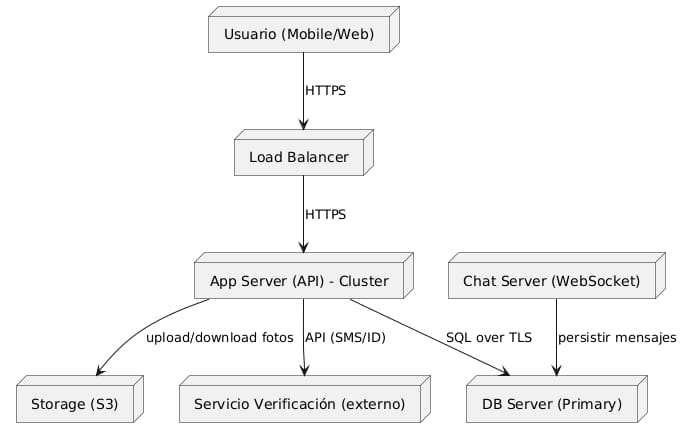 Usuario (Mobile/Web)
HTTPS
Load Balancer
HTTPS
App Server (API) - Cluster
Chat Server (WebSocket)
upload/download fotos
API (SMS/ID)
SQL over TLS
persistir mensajes
Storage (S3)
Servicio Verificación (externo)
DB Server (Primary)